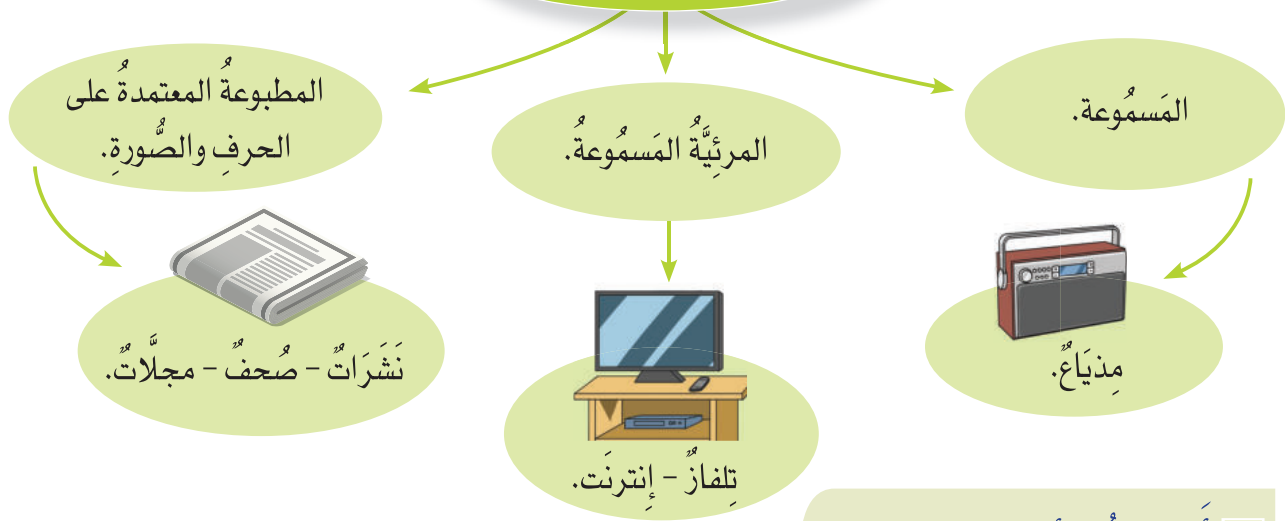 المَسمُوعة.
المرئِيَّةُ المَسمُوعةُ.
المطبوعةُ المعتمدةُ على
الحرفِ والصُّورةِ.
مِذيَاعٌ.
تِلفازٌ - إِنترنَت.
نَشَرَاتٌ - صُحفٌ - مجلَّاتٌ.